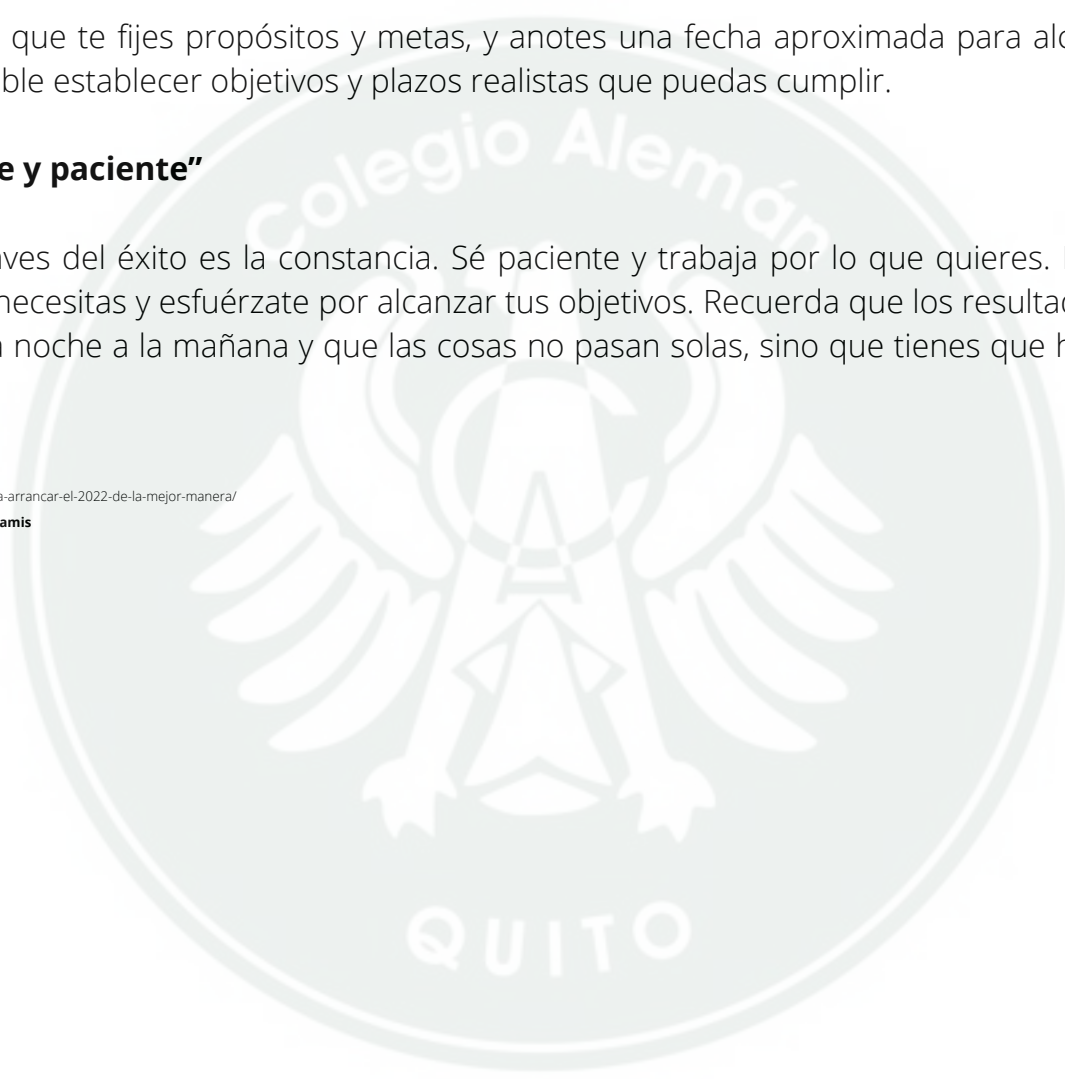 que te fijes propósitos y metas, y anotes una fecha aproximada para alc
ble establecer objetivos y plazos realistas que puedas cumplir.
e y paciente”
aves del éxito es la constancia. Sé paciente y trabaja por lo que quieres.
necesitas y esfuérzate por alcanzar tus objetivos. Recuerda que los resulta
a noche a la mañana y que las cosas no pasan solas, sino que tienes que h
a-arrancar-el-2022-de-la-mejor-manera/
amis
Colegio Alemán
CA
QUITO